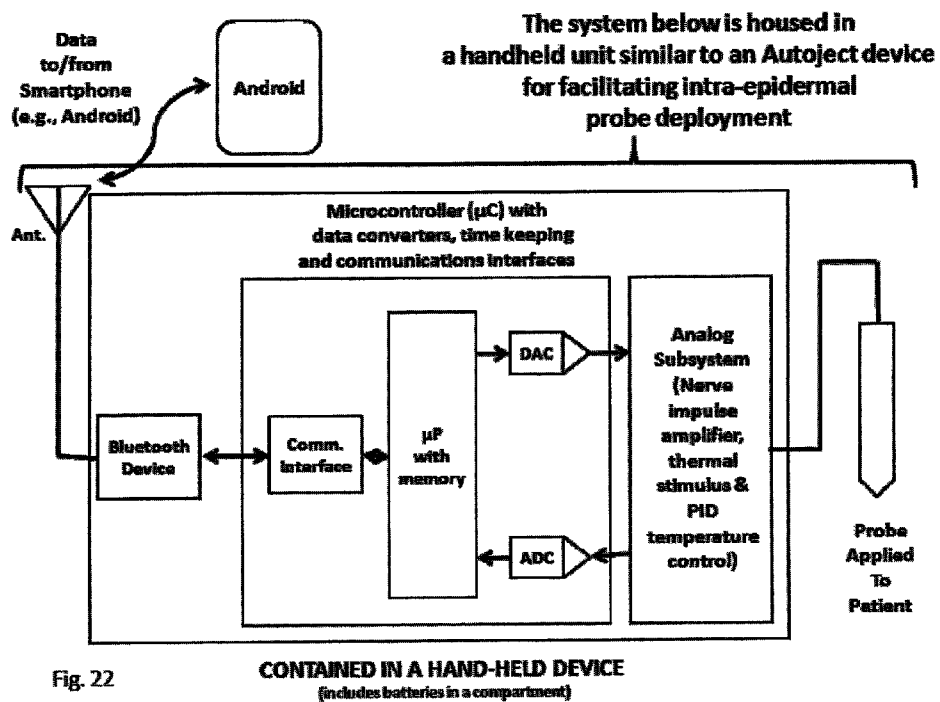 The system below is housed in
a handheld unit similar to an Autoject device
for facilitating intra-epidermal
probe deployment
Data
to/from
Smartphone
(e.g., Android)
Android
Ant.
Microcontroller (µC) with
data converters, time keeping
and communications interfaces
Bluetooth
Device
Comm.
Interface
µP
with
memory
DAC
ADC
Analog
Subsystem
(Nerve
impulse
amplifier,
thermal
stimulus &
PID
temperature
control)
Probe
Applied
To
Patient
Fig. 22
CONTAINED IN A HAND-HELD DEVICE
(includes batteries in a compartment)